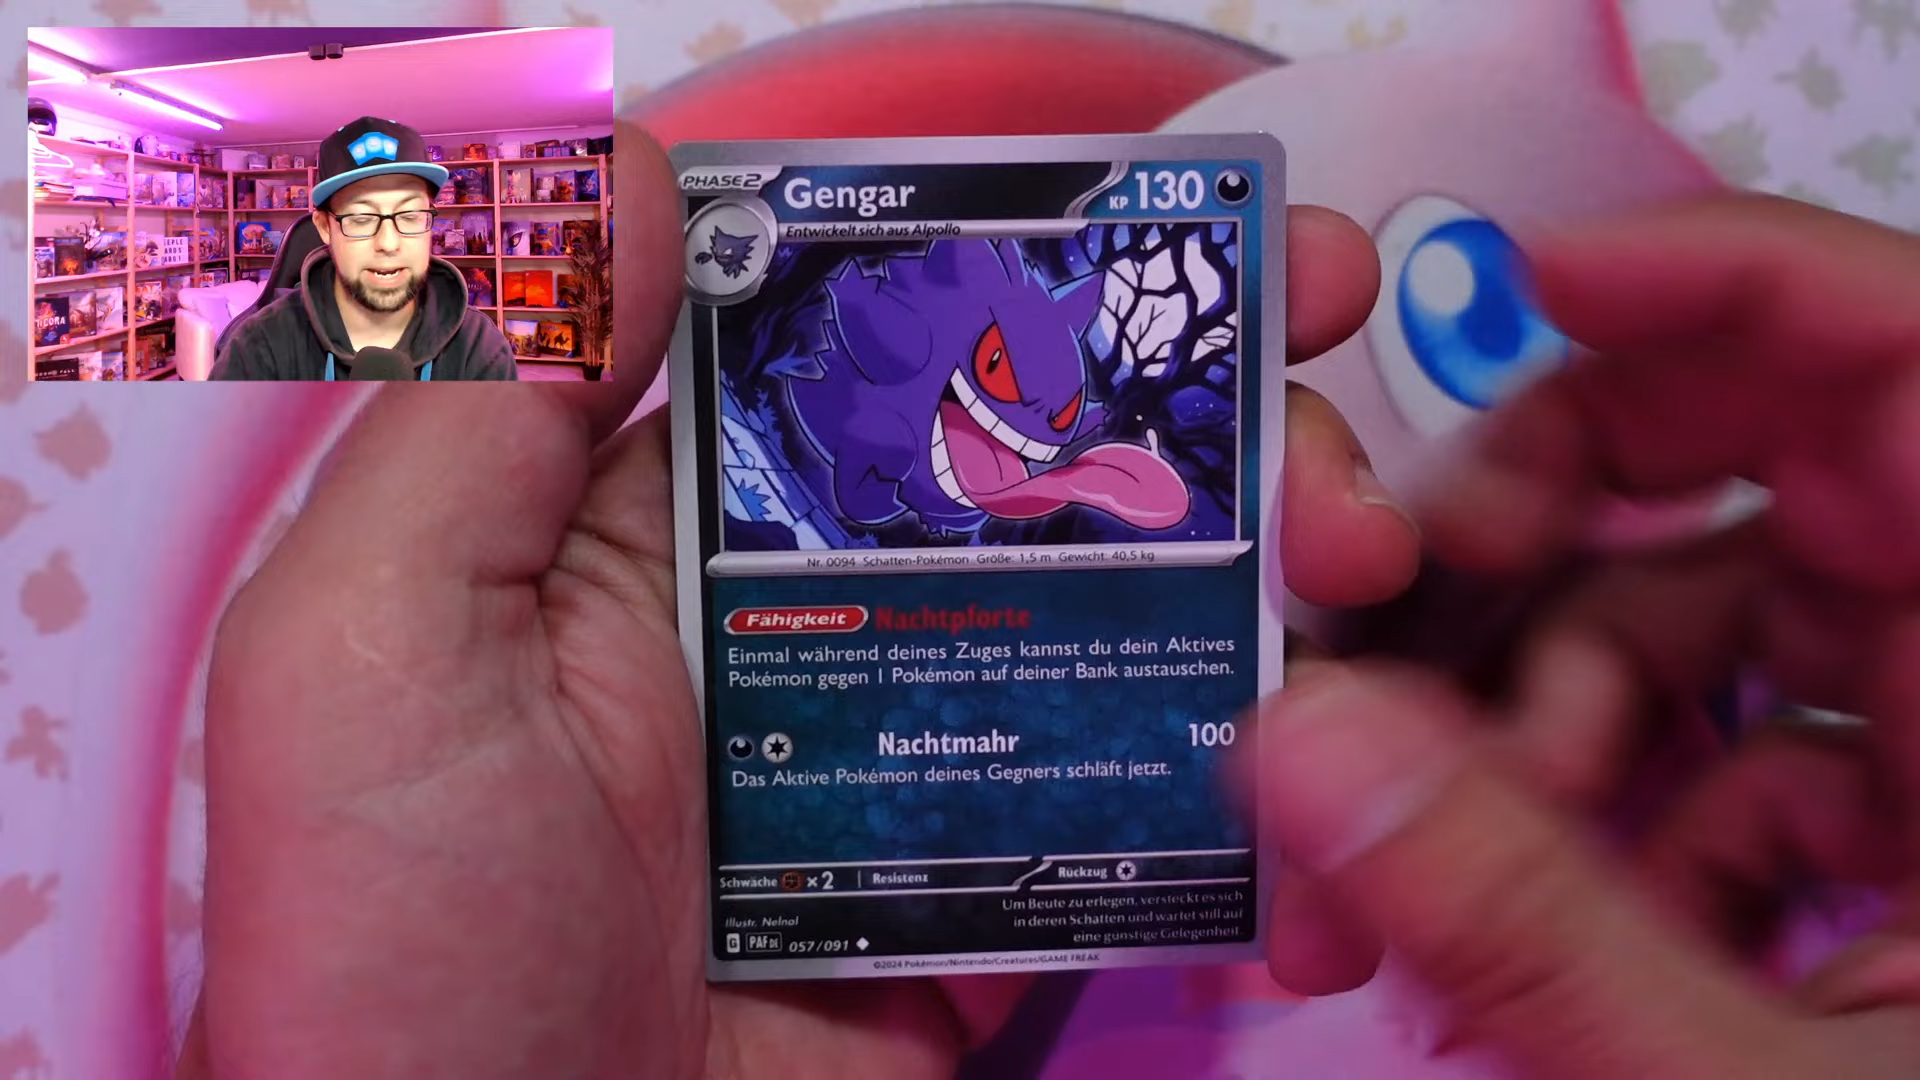 PHASE2
Gengar
KP 130
Entwickelt sich aus Alpollo
Nr. 0094 Schatten-Pokémon Größe: 1,5 m Gewicht: 40,5 kg
Fähigkeit Nachtpforte
Einmal während deines Zuges kannst du dein Aktives
Pokémon gegen 1 Pokémon auf deiner Bank austauschen.
Nachtmahr 100
Das Aktive Pokémon deines Gegners schläft jetzt.
Schwäche x2 Resistenz
Rückzug
Um Beute zu erlegen, versteckt es sich
in deren Schatten und wartet still auf
eine günstige Gelegenheit.
Illustr. Nelnal
G PAF DE 057/091
©2024 Pokémon/Nintendo/Creatures/GAME FREAK